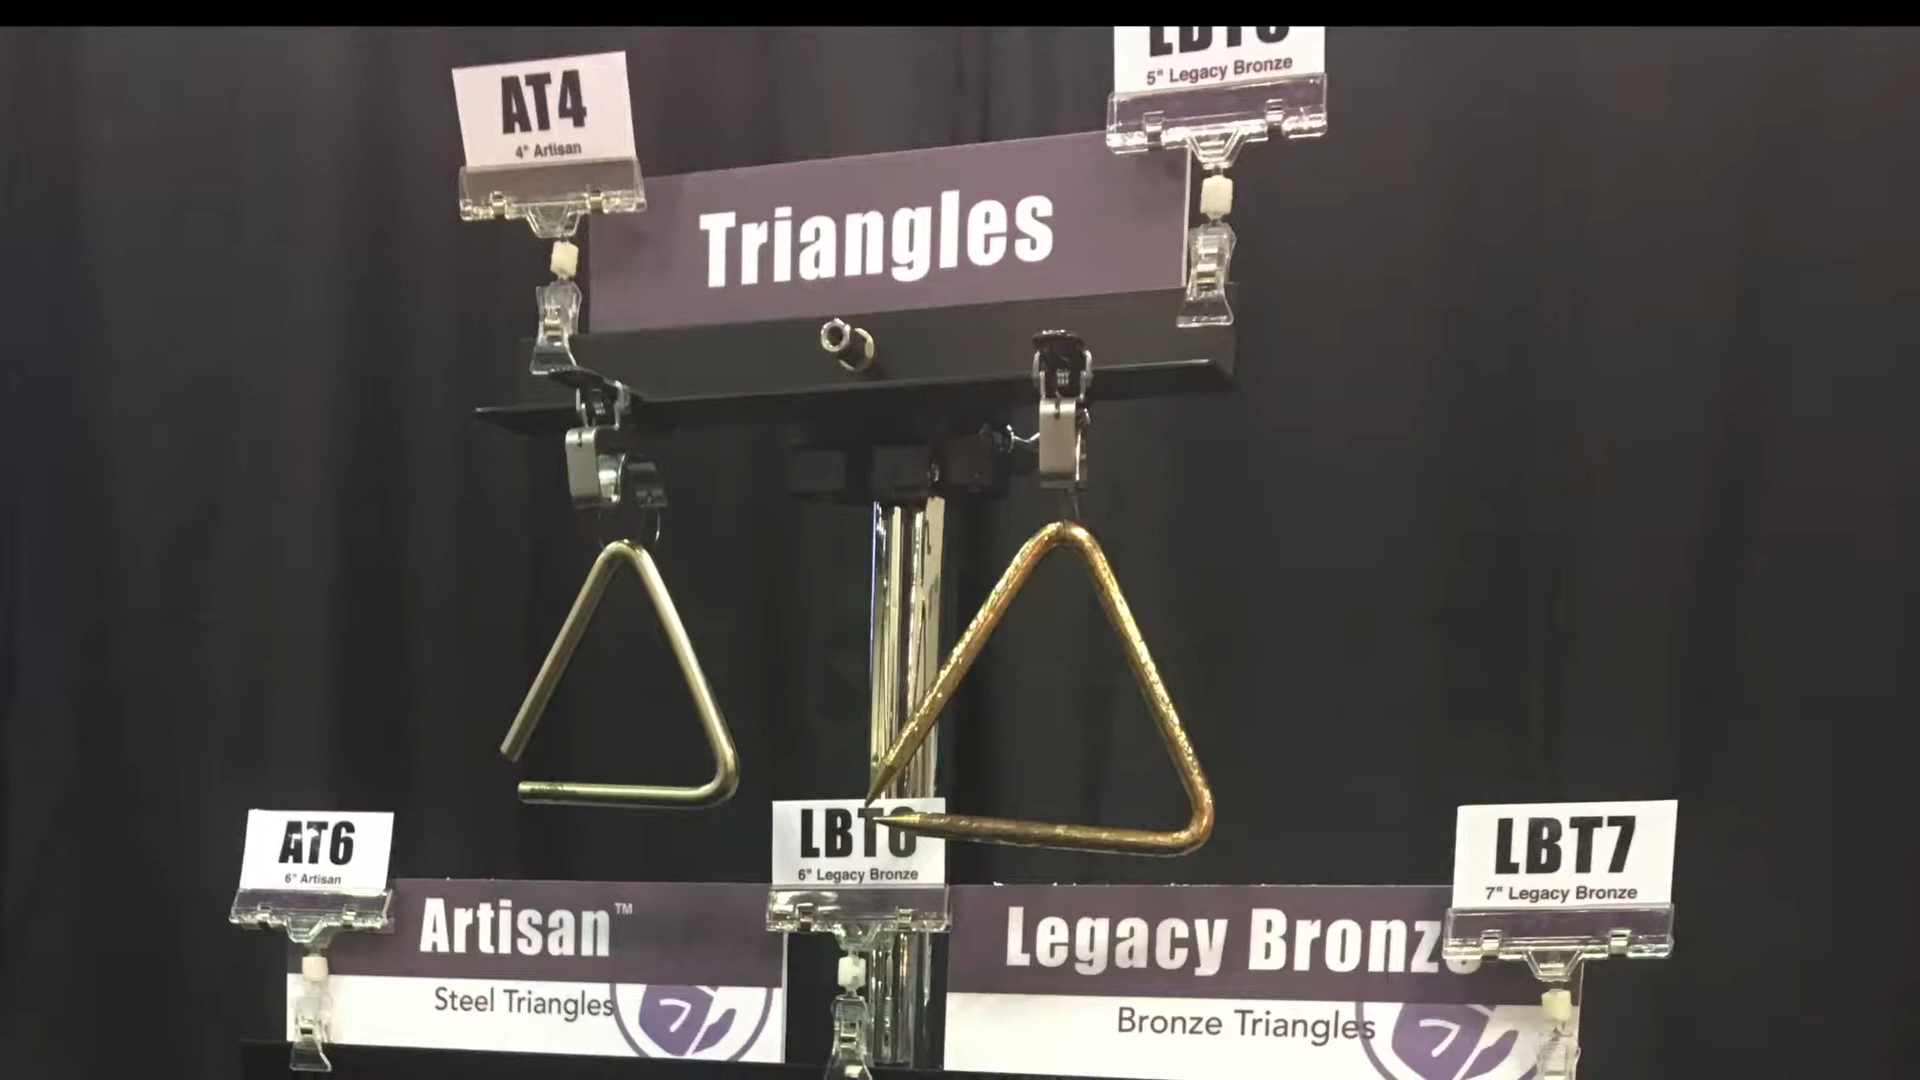 AT4
4" Artisan
5" Legacy Bronze
Triangles
AT6
6" Artisan
LBT6
6" Legacy Bronze
LBT7
7" Legacy Bronze
Artisan™
Steel Triangles
Legacy Bronze
Bronze Triangles